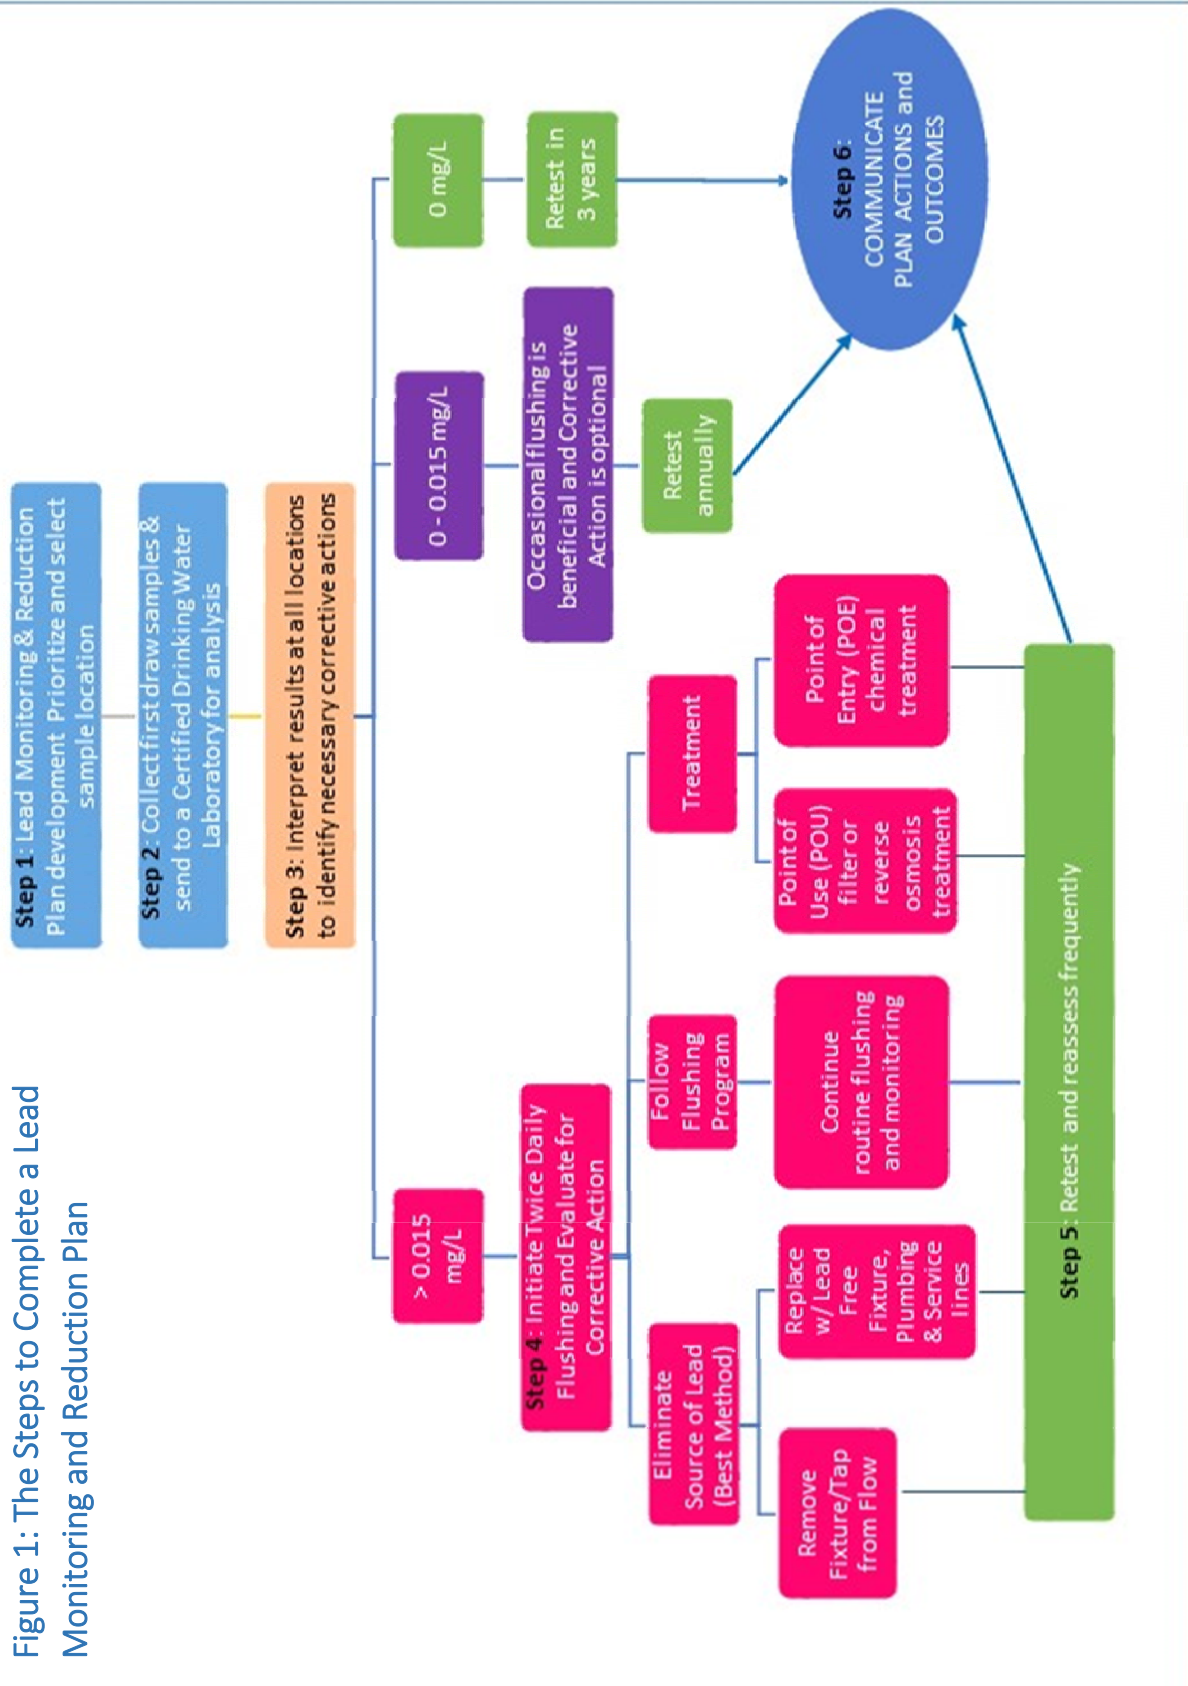 Figure 1: The Steps to Complete a Lead
Monitoring and Reduction Plan
Step 1: Lead Monitoring & Reduction
Plan development Prioritize and select
sample location
Step 2: Collect first draw samples &
send to a Certified Drinking Water
Laboratory for analysis
Step 3: Interpret results at all locations
to identify necessary corrective actions
> 0.015
mg/L
0 - 0.015 mg/L
0 mg/L
Step 4: Initiate Twice Daily
Flushing and Evaluate for
Corrective Action
Occasional flushing is
beneficial and Corrective
Action is optional
Retest in
3 years
Eliminate
Source of Lead
(Best Method)
Follow
Flushing
Program
Treatment
Retest
annually
Remove
Fixture/Tap
from Flow
Replace
w/ Lead
Free
Fixture,
Plumbing
& Service
lines
Continue
routine flushing
and monitoring
Point of
Use (POU)
filter or
reverse
osmosis
treatment
Point of
Entry (POE)
chemical
treatment
Step 5: Retest and reassess frequently
Step 6:
COMMUNICATE
PLAN ACTIONS and
OUTCOMES